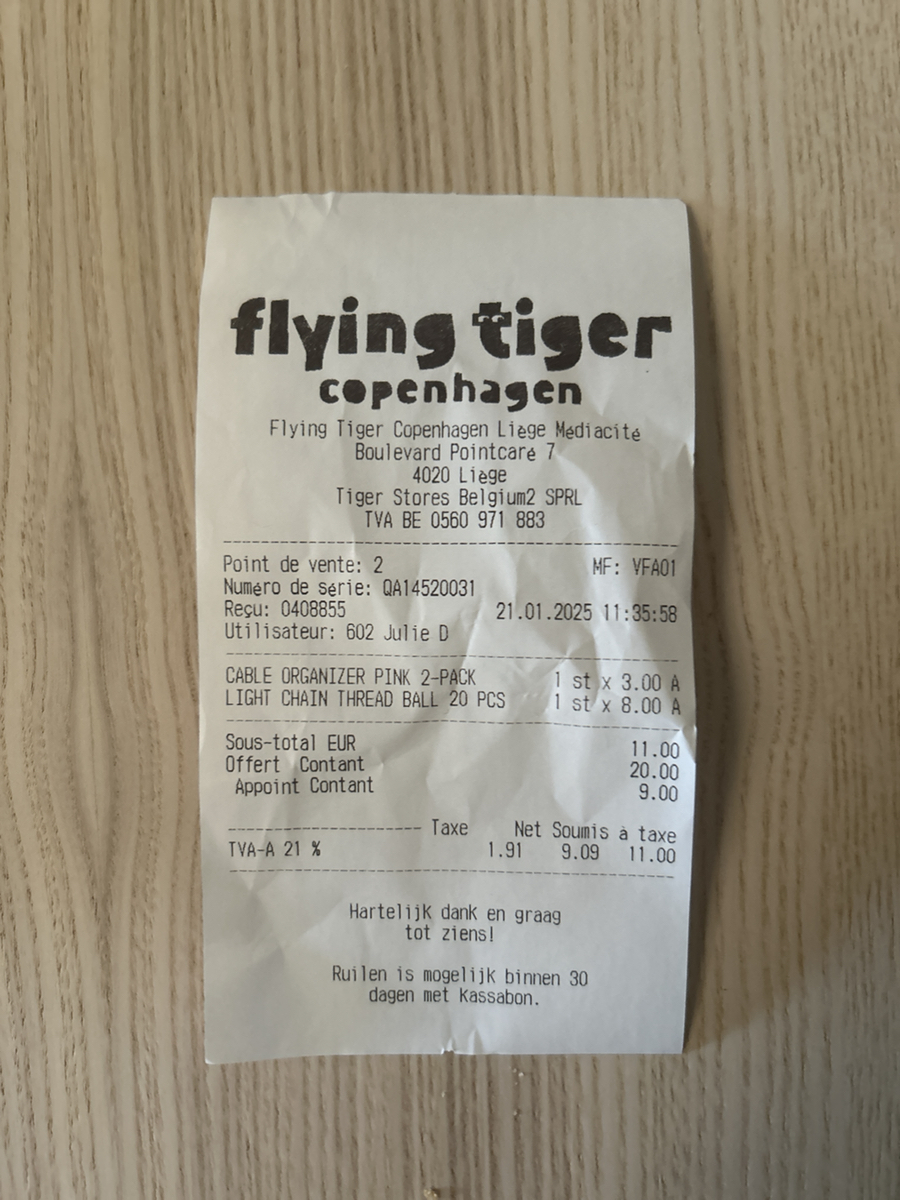 flying tiger
copenhagen
Flying Tiger Copenhagen Liège Médiacité
Boulevard Pointcaré 7
4020 Liège
Tiger Stores Belgium2 SPRL
TVA BE 0560 971 883
Point de vente: 2 MF: VFA01
Numéro de série: QA14520031
Reçu: 0408855 21.01.2025 11:35:58
Utilisateur: 602 Julie D
CABLE ORGANIZER PINK 2-PACK 1 st x 3.00 A
LIGHT CHAIN THREAD BALL 20 PCS 1 st x 8.00 A
Sous-total EUR 11.00
Offert Contant 20.00
Appoint Contant 9.00
-------------------- Taxe Net Soumis à taxe
TVA-A 21 % 1.91 9.09 11.00
Hartelijk dank en graag
tot ziens!
Ruilen is mogelijk binnen 30
dagen met Kassabon.